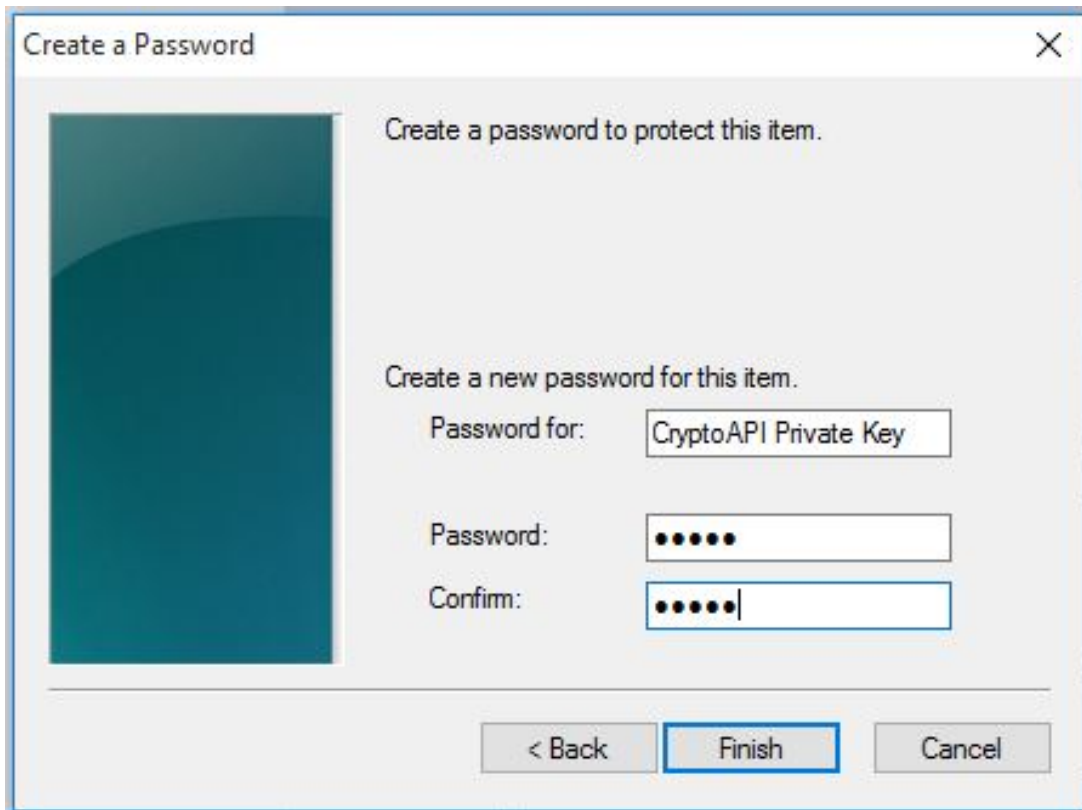 Create a Password
Create a password to protect this item.
Create a new password for this item.
Password for: CryptoAPI Private Key
Password: •••••
Confirm: •••••
< Back Finish Cancel